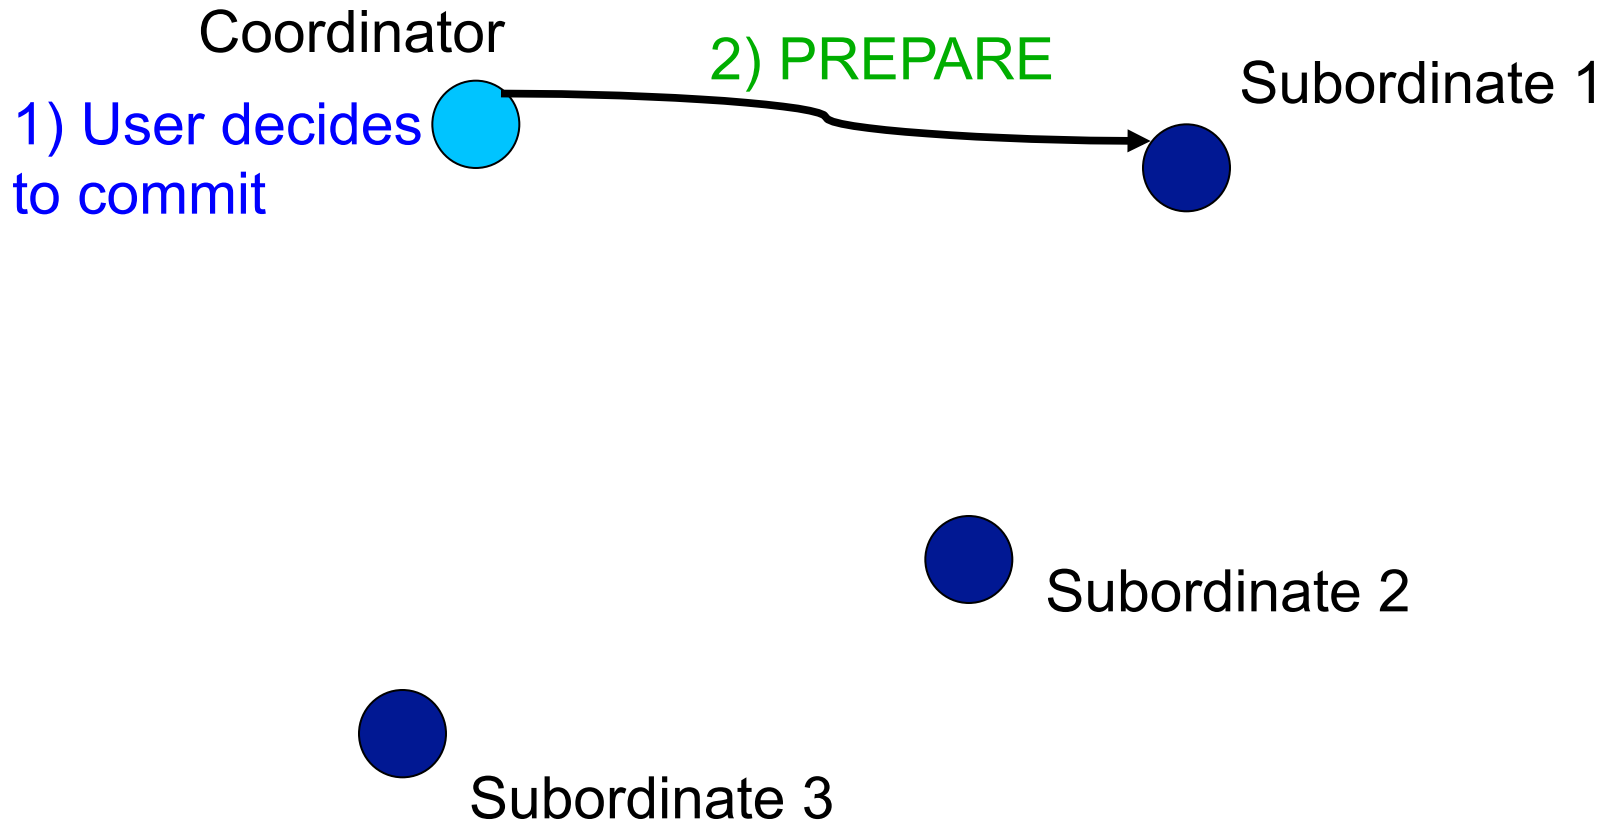 Coordinator
2) PREPARE
Subordinate 1
1) User decides
to commit
Subordinate 2
Subordinate 3